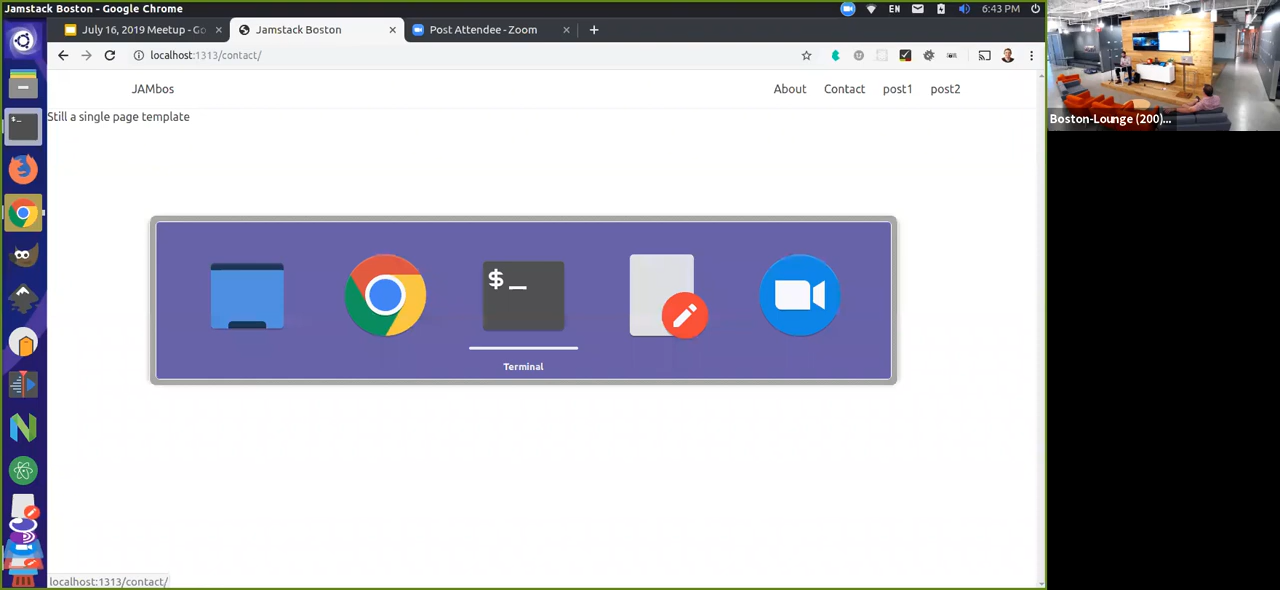 Jamstack Boston - Google Chrome
EN
6:43 PM
July 16, 2019 Meetup - Go
Jamstack Boston
Post Attendee - Zoom
localhost:1313/contact/
JAMbos
About
Contact
post1
post2
Still a single page template
$_
Terminal
localhost:1313/contact/
Boston-Lounge (200)...